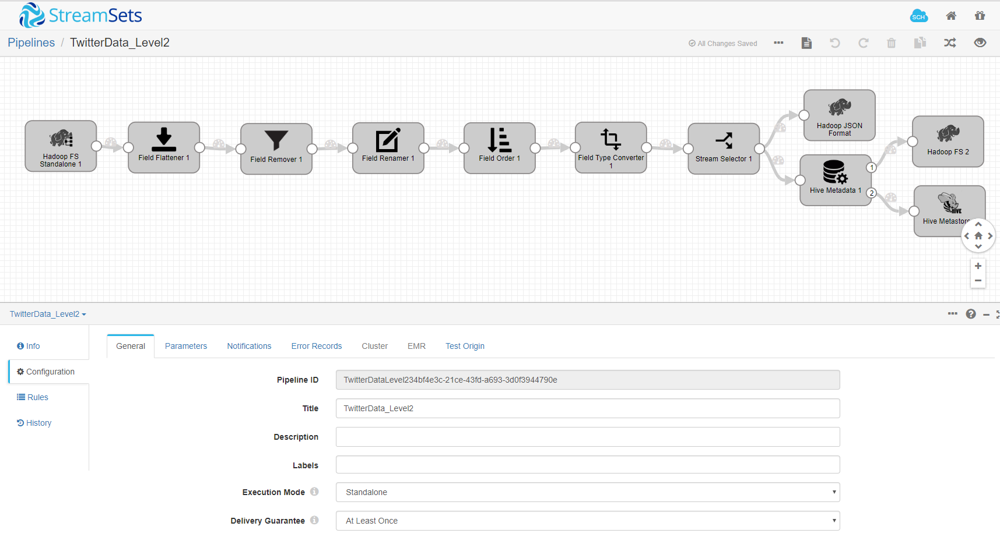 StreamSets
SCH
Pipelines / TwitterData_Level2
All Changes Saved
Hadoop FS
Standalone 1
Field Flattener 1
Field Remover 1
Field Renamer 1
Field Order 1
Field Type Converter
1
Stream Selector 1
Hadoop JSON
Format
Hive Metadata 1
1
2
Hadoop FS 2
HIVE
Hive Metastore
TwitterData_Level2
Info
Configuration
Rules
History
General
Parameters
Notifications
Error Records
Cluster
EMR
Test Origin
Pipeline ID
TwitterDataLevel234bf4e3c-21ce-43fd-a693-3d0f3944790e
Title
TwitterData_Level2
Description
Labels
Execution Mode
Standalone
Delivery Guarantee
At Least Once